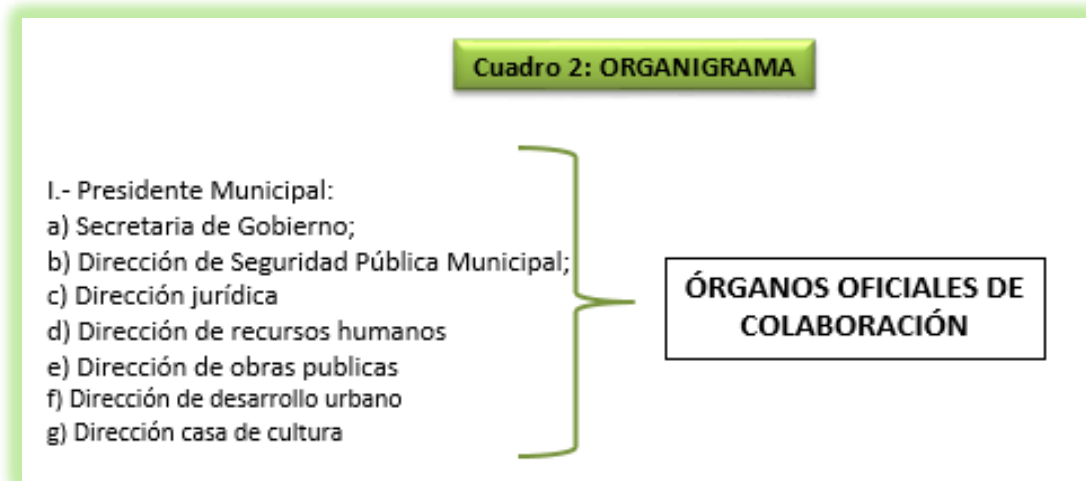 Cuadro 2: ORGANIGRAMA
I.- Presidente Municipal:
a) Secretaria de Gobierno;
b) Dirección de Seguridad Pública Municipal;
c) Dirección jurídica
d) Dirección de recursos humanos
e) Dirección de obras publicas
f) Dirección de desarrollo urbano
g) Dirección casa de cultura
ÓRGANOS OFICIALES DE
COLABORACIÓN